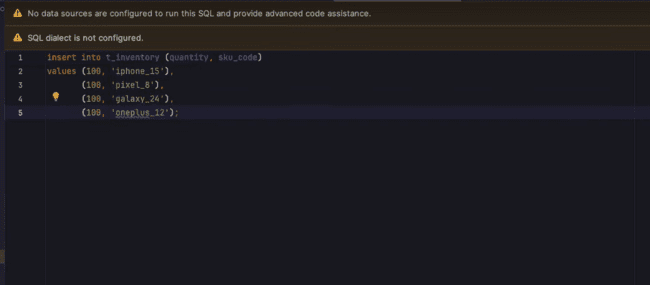 No data sources are configured to run this SQL and provide advanced code assistance.
SQL dialect is not configured.
1 insert into t_inventory (quantity, sku_code)
2 values (100, 'iphone_15'),
3 (100, 'pixel_8'),
4 (100, 'galaxy_24'),
5 (100, 'oneplus_12');